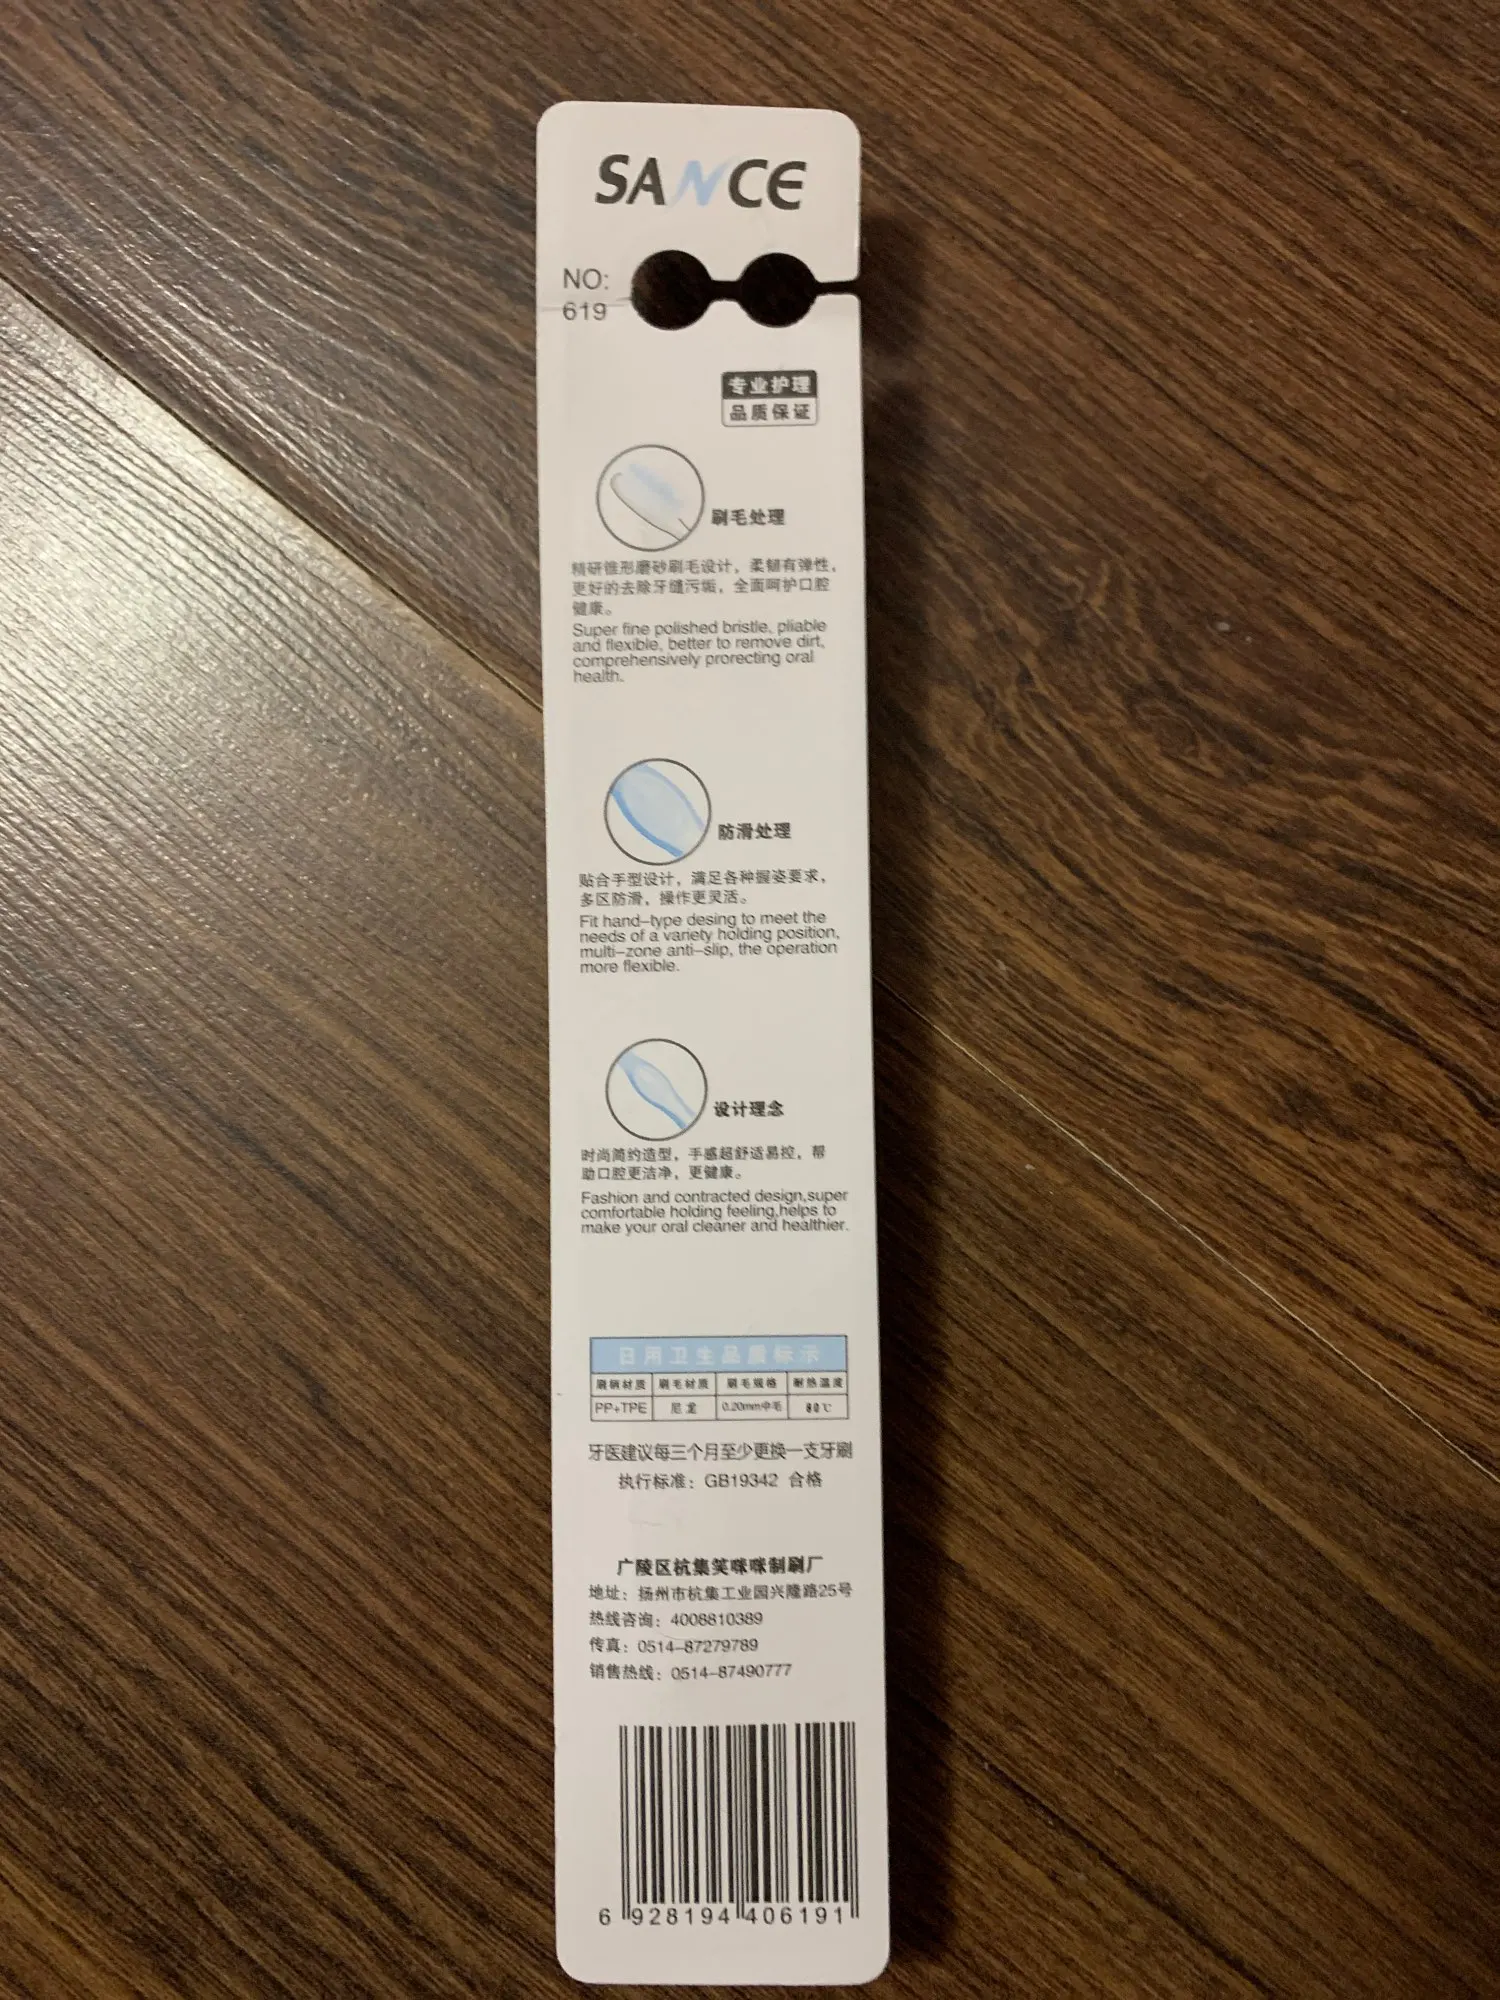 SANCE
NO:
619
专业护理
品质保证
刷毛处理
精研锥形磨砂刷毛设计，柔韧有弹性，
更好的去除牙缝污垢，全面呵护口腔
健康。
Super fine polished bristle, pliable
and flexible, better to remove dirt,
comprehensively prorecting oral
health.
防滑处理
贴合手型设计，满足各种握姿要求，
多区防滑，操作更灵活。
Fit hand-type desing to meet the
needs of a variety holding position,
multi-zone anti-slip, the operation
more flexible.
设计理念
时尚简约造型，手感超舒适易控，帮
助口腔更洁净，更健康。
Fashion and contracted design,super
comfortable holding feeling,helps to
make your oral cleaner and healthier.
日用卫生品质标示
刷柄材质 刷毛材质 刷毛规格 耐热温度
PP+TPE 尼龙 0.20mm中毛 80℃
牙医建议每三个月至少更换一支牙刷
执行标准：GB19342 合格
广陵区杭集笑咪咪制刷厂
地址：扬州市杭集工业园兴隆路25号
热线咨询：4008810389
传真：0514-87279789
销售热线：0514-87490777
6 928194 406191